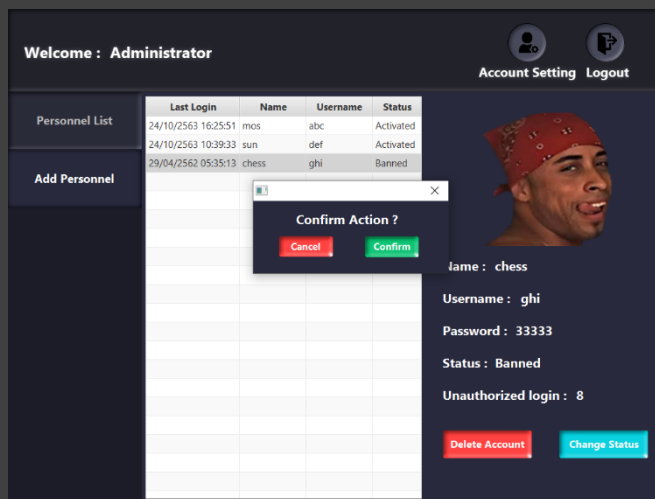 Welcome : Administrator
Account Setting
Logout
Personnel List
Add Personnel
Last Login Name Username Status
24/10/2563 16:25:51 mos abc Activated
24/10/2563 10:39:33 sun def Activated
29/04/2562 05:35:13 chess ghi Banned
Confirm Action ?
Cancel Confirm
Name : chess
Username : ghi
Password : 33333
Status : Banned
Unauthorized login : 8
Delete Account Change Status